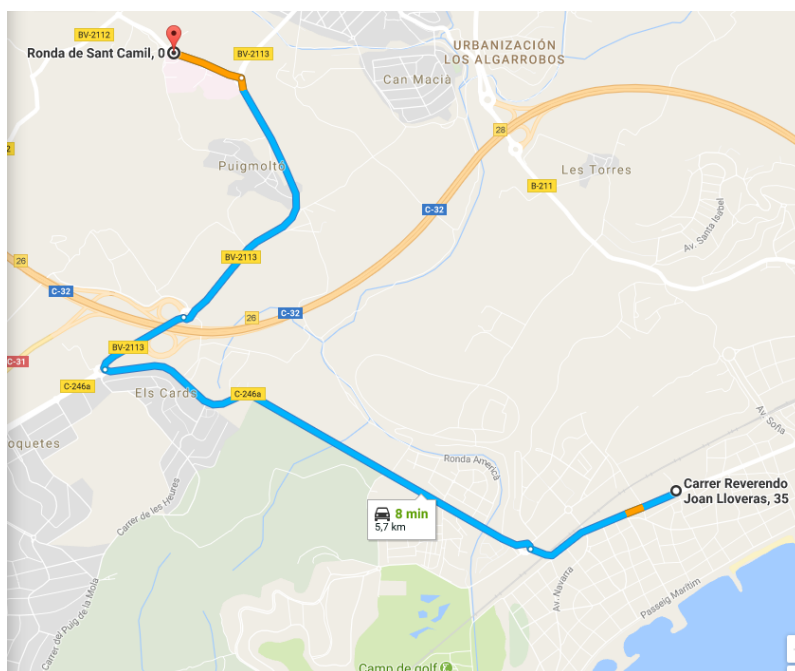 BV-2112
Ronda de Sant Camil, 0
BV-2113
URBANIZACIÓN
LOS ALGARROBOS
Can Macià
28
2
Puigmoltó
Les Torres
B-211
C-32
Av. Santa Isabel
BV-2113
26
C-32
C-32
26
C-31
BV-2113
C-246a
Els Cards
C-246a
Av. Sofia
oquetes
Ronda Amèrica
Carrer Reverendo
Joan Lloveras, 35
Carrer de les Heures
8 min
5,7 km
Av. Navarra
Passeig Marítim
Carrer del Puig de la Mola
Camp de golf